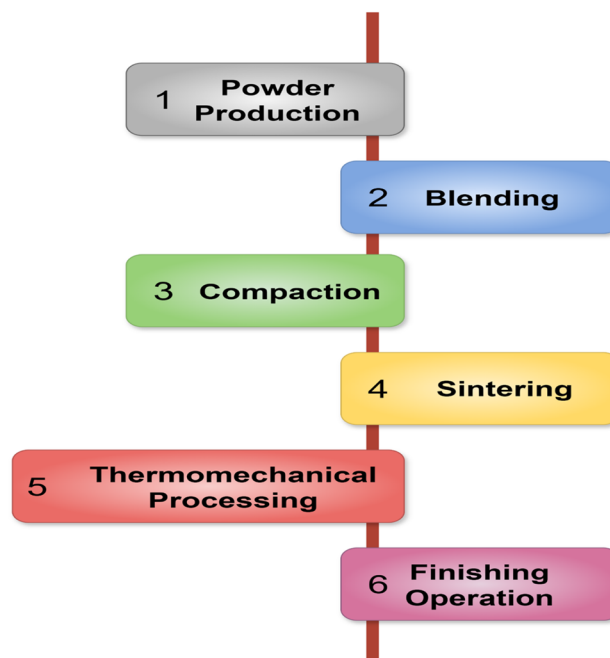 1 Powder
Production
2 Blending
3 Compaction
4 Sintering
5 Thermomechanical
Processing
6 Finishing
Operation